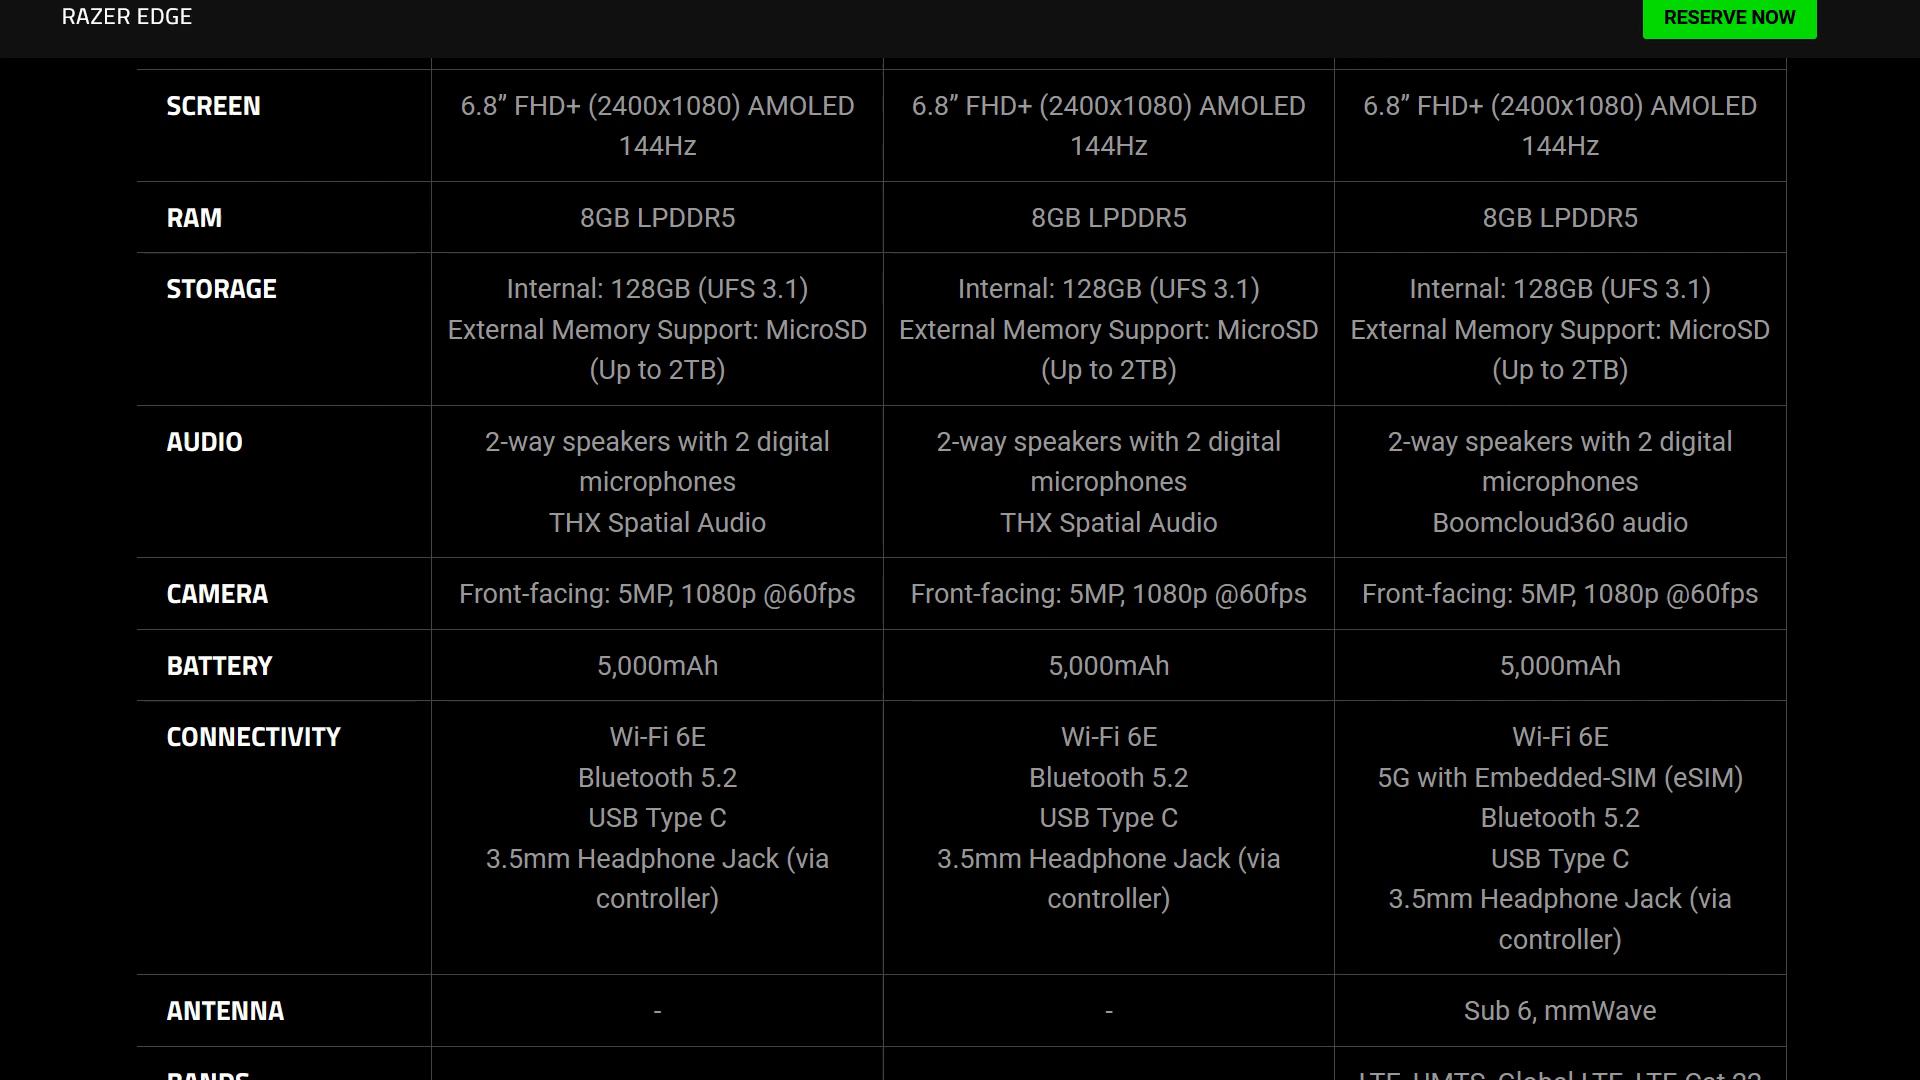 RAZER EDGE
RESERVE NOW
SCREEN
6.8” FHD+ (2400x1080) AMOLED
144Hz
6.8” FHD+ (2400x1080) AMOLED
144Hz
6.8” FHD+ (2400x1080) AMOLED
144Hz
RAM
8GB LPDDR5
8GB LPDDR5
8GB LPDDR5
STORAGE
Internal: 128GB (UFS 3.1)
External Memory Support: MicroSD
(Up to 2TB)
Internal: 128GB (UFS 3.1)
External Memory Support: MicroSD
(Up to 2TB)
Internal: 128GB (UFS 3.1)
External Memory Support: MicroSD
(Up to 2TB)
AUDIO
2-way speakers with 2 digital
microphones
THX Spatial Audio
2-way speakers with 2 digital
microphones
THX Spatial Audio
2-way speakers with 2 digital
microphones
Boomcloud360 audio
CAMERA
Front-facing: 5MP, 1080p @60fps
Front-facing: 5MP, 1080p @60fps
Front-facing: 5MP, 1080p @60fps
BATTERY
5,000mAh
5,000mAh
5,000mAh
CONNECTIVITY
Wi-Fi 6E
Bluetooth 5.2
USB Type C
3.5mm Headphone Jack (via
controller)
Wi-Fi 6E
Bluetooth 5.2
USB Type C
3.5mm Headphone Jack (via
controller)
Wi-Fi 6E
5G with Embedded-SIM (eSIM)
Bluetooth 5.2
USB Type C
3.5mm Headphone Jack (via
controller)
ANTENNA
-
-
Sub 6, mmWave
BANDS
LTE, UMTS, Global LTE, LTE Cat 22